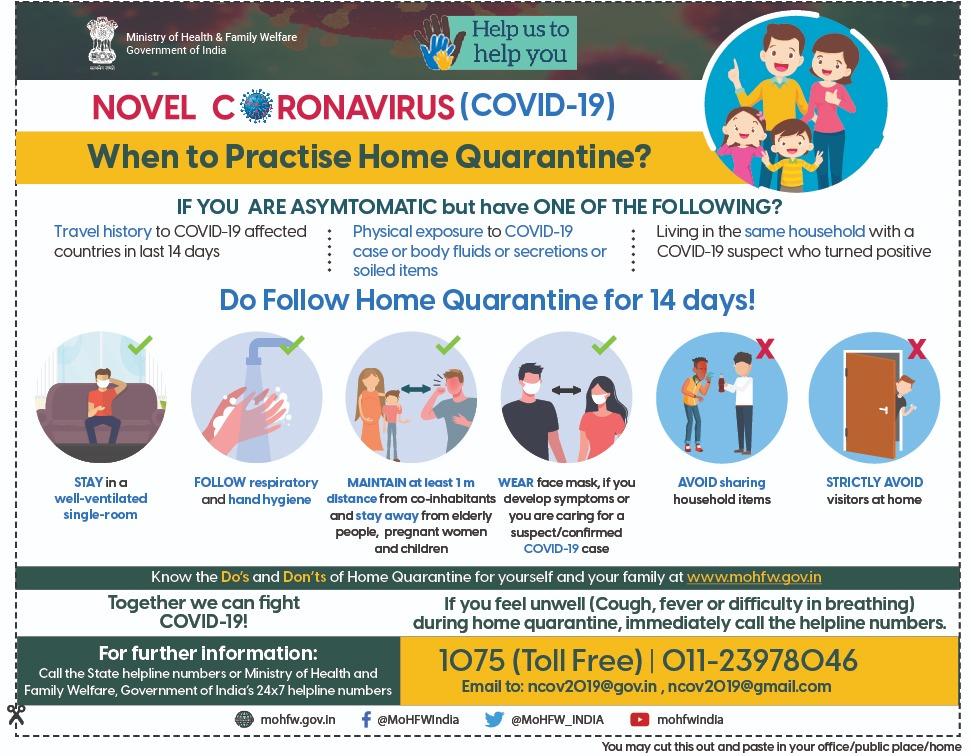 Ministry of Health & Family Welfare
Government of India
सत्यमेव जयते
Help us to
help you
NOVEL CORONAVIRUS (COVID-19)
When to Practise Home Quarantine?
IF YOU ARE ASYMTOMATIC but have ONE OF THE FOLLOWING?
Travel history to COVID-19 affected
countries in last 14 days
Physical exposure to COVID-19
case or body fluids or secretions or
soiled items
Living in the same household with a
COVID-19 suspect who turned positive
Do Follow Home Quarantine for 14 days!
STAY in a
well-ventilated
single-room
FOLLOW respiratory
and hand hygiene
MAINTAIN at least 1 m
distance from co-inhabitants
and stay away from elderly
people, pregnant women
and children
WEAR face mask, if you
develop symptoms or
you are caring for a
suspect/confirmed
COVID-19 case
AVOID sharing
household items
STRICTLY AVOID
visitors at home
Know the Do's and Don'ts of Home Quarantine for yourself and your family at www.mohfw.gov.in
Together we can fight
COVID-19!
If you feel unwell (Cough, fever or difficulty in breathing)
during home quarantine, immediately call the helpline numbers.
For further information:
Call the State helpline numbers or Ministry of Health and
Family Welfare, Government of India's 24x7 helpline numbers
1075 (Toll Free) | 011-23978046
Email to: ncov2019@gov.in , ncov2019@gmail.com
mohfw.gov.in
@MoHFWIndia
@MoHFW_INDIA
mohfwindia
You may cut this out and paste in your office/public place/home